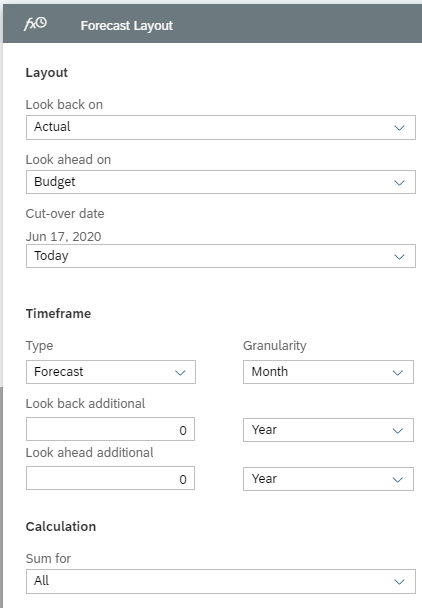 fx Forecast Layout
Layout
Look back on
Actual
Look ahead on
Budget
Cut-over date
Jun 17, 2020
Today
Timeframe
Type Granularity
Forecast Month
Look back additional
0 Year
Look ahead additional
0 Year
Calculation
Sum for
All